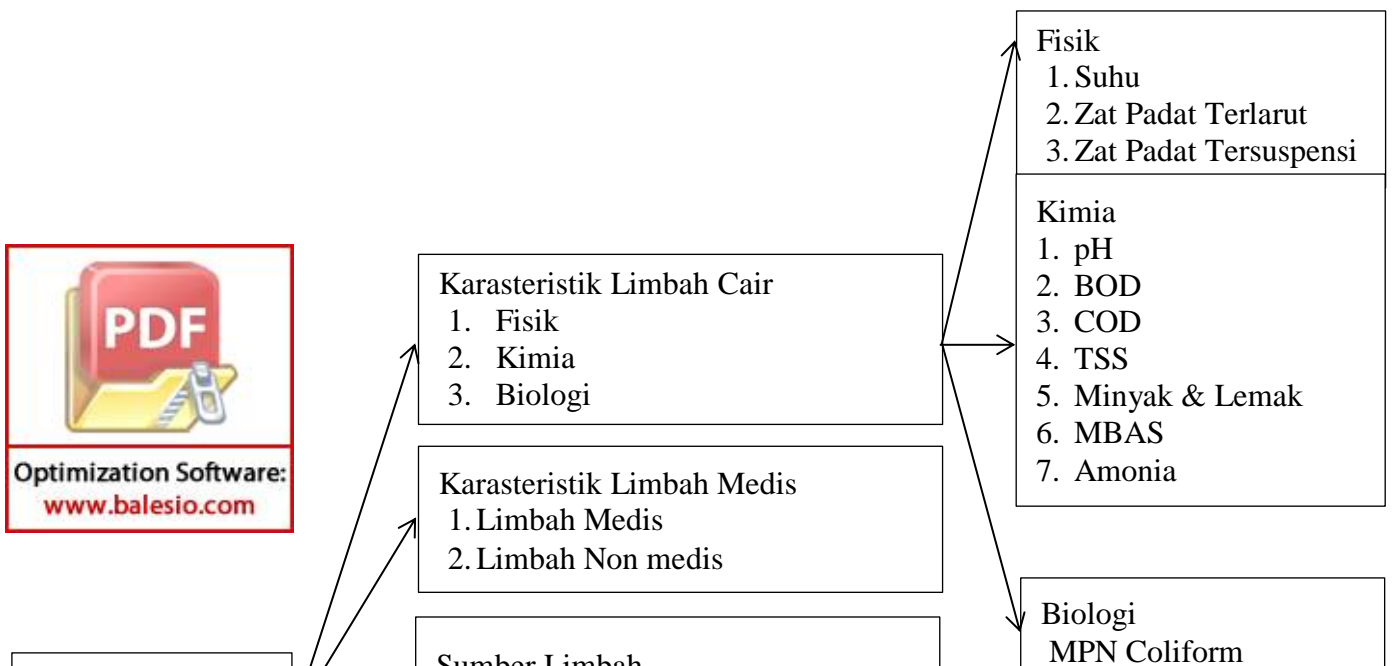 Fisik
1. Suhu
2. Zat Padat Terlarut
3. Zat Padat Tersuspensi
Kimia
1. pH
2. BOD
3. COD
4. TSS
5. Minyak & Lemak
6. MBAS
7. Amonia
Karasteristik Limbah Cair
1. Fisik
2. Kimia
3. Biologi
PDF
Optimization Software:
www.balesio.com
Karasteristik Limbah Medis
1. Limbah Medis
2. Limbah Non medis
Biologi
MPN Coliform
Sumber Limbah